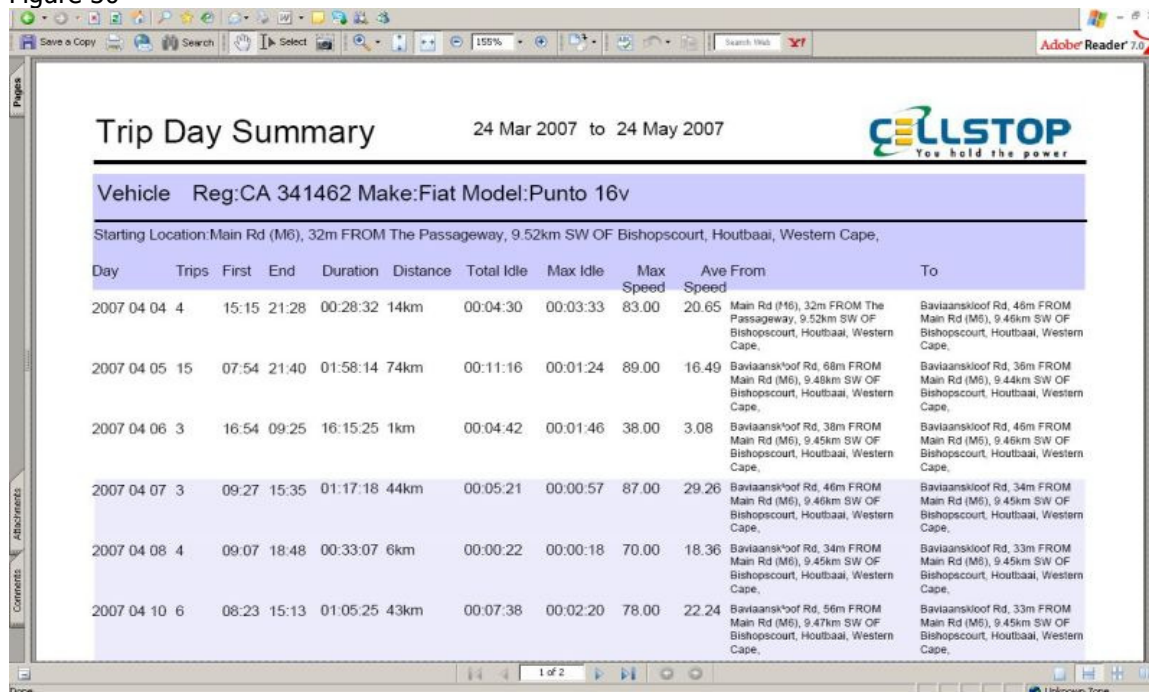 Figure 50
Save a Copy Search Select 155% Search Web Y!
Adobe Reader 7.0
Pages
Attachments
Comments
Trip Day Summary 24 Mar 2007 to 24 May 2007
CELLSTOP
You hold the power
Vehicle Reg:CA 341462 Make:Fiat Model:Punto 16v
Starting Location:Main Rd (M6), 32m FROM The Passageway, 9.52km SW OF Bishopscourt, Houtbaai, Western Cape,
Day Trips First End Duration Distance Total Idle Max Idle Max Ave From To
Speed Speed
2007 04 04 4 15:15 21:28 00:28:32 14km 00:04:30 00:03:33 83.00 20.65 Main Rd (M6), 32m FROM The Baviaanskloof Rd, 46m FROM
Passageway, 9.52km SW OF Main Rd (M6), 9.46km SW OF
Bishopscourt, Houtbaai, Western Bishopscourt, Houtbaai, Western
Cape, Cape,
2007 04 05 15 07:54 21:40 01:58:14 74km 00:11:16 00:01:24 89.00 16.49 Baviaanskloof Rd, 68m FROM Baviaanskloof Rd, 36m FROM
Main Rd (M6), 9.48km SW OF Main Rd (M6), 9.44km SW OF
Bishopscourt, Houtbaai, Western Bishopscourt, Houtbaai, Western
Cape, Cape,
2007 04 06 3 16:54 09:25 16:15:25 1km 00:04:42 00:01:46 38.00 3.08 Baviaanskloof Rd, 38m FROM Baviaanskloof Rd, 46m FROM
Main Rd (M6), 9.45km SW OF Main Rd (M6), 9.46km SW OF
Bishopscourt, Houtbaai, Western Bishopscourt, Houtbaai, Western
Cape, Cape,
2007 04 07 3 09:27 15:35 01:17:18 44km 00:05:21 00:00:57 87.00 29.26 Baviaanskloof Rd, 46m FROM Baviaanskloof Rd, 34m FROM
Main Rd (M6), 9.46km SW OF Main Rd (M6), 9.45km SW OF
Bishopscourt, Houtbaai, Western Bishopscourt, Houtbaai, Western
Cape, Cape,
2007 04 08 4 09:07 18:48 00:33:07 6km 00:00:22 00:00:18 70.00 18.36 Baviaanskloof Rd, 34m FROM Baviaanskloof Rd, 33m FROM
Main Rd (M6), 9.45km SW OF Main Rd (M6), 9.45km SW OF
Bishopscourt, Houtbaai, Western Bishopscourt, Houtbaai, Western
Cape, Cape,
2007 04 10 6 08:23 15:13 01:05:25 43km 00:07:38 00:02:20 78.00 22.24 Baviaanskloof Rd, 56m FROM Baviaanskloof Rd, 33m FROM
Main Rd (M6), 9.47km SW OF Main Rd (M6), 9.45km SW OF
Bishopscourt, Houtbaai, Western Bishopscourt, Houtbaai, Western
Cape, Cape,
1 of 2
Done Unknown Zone